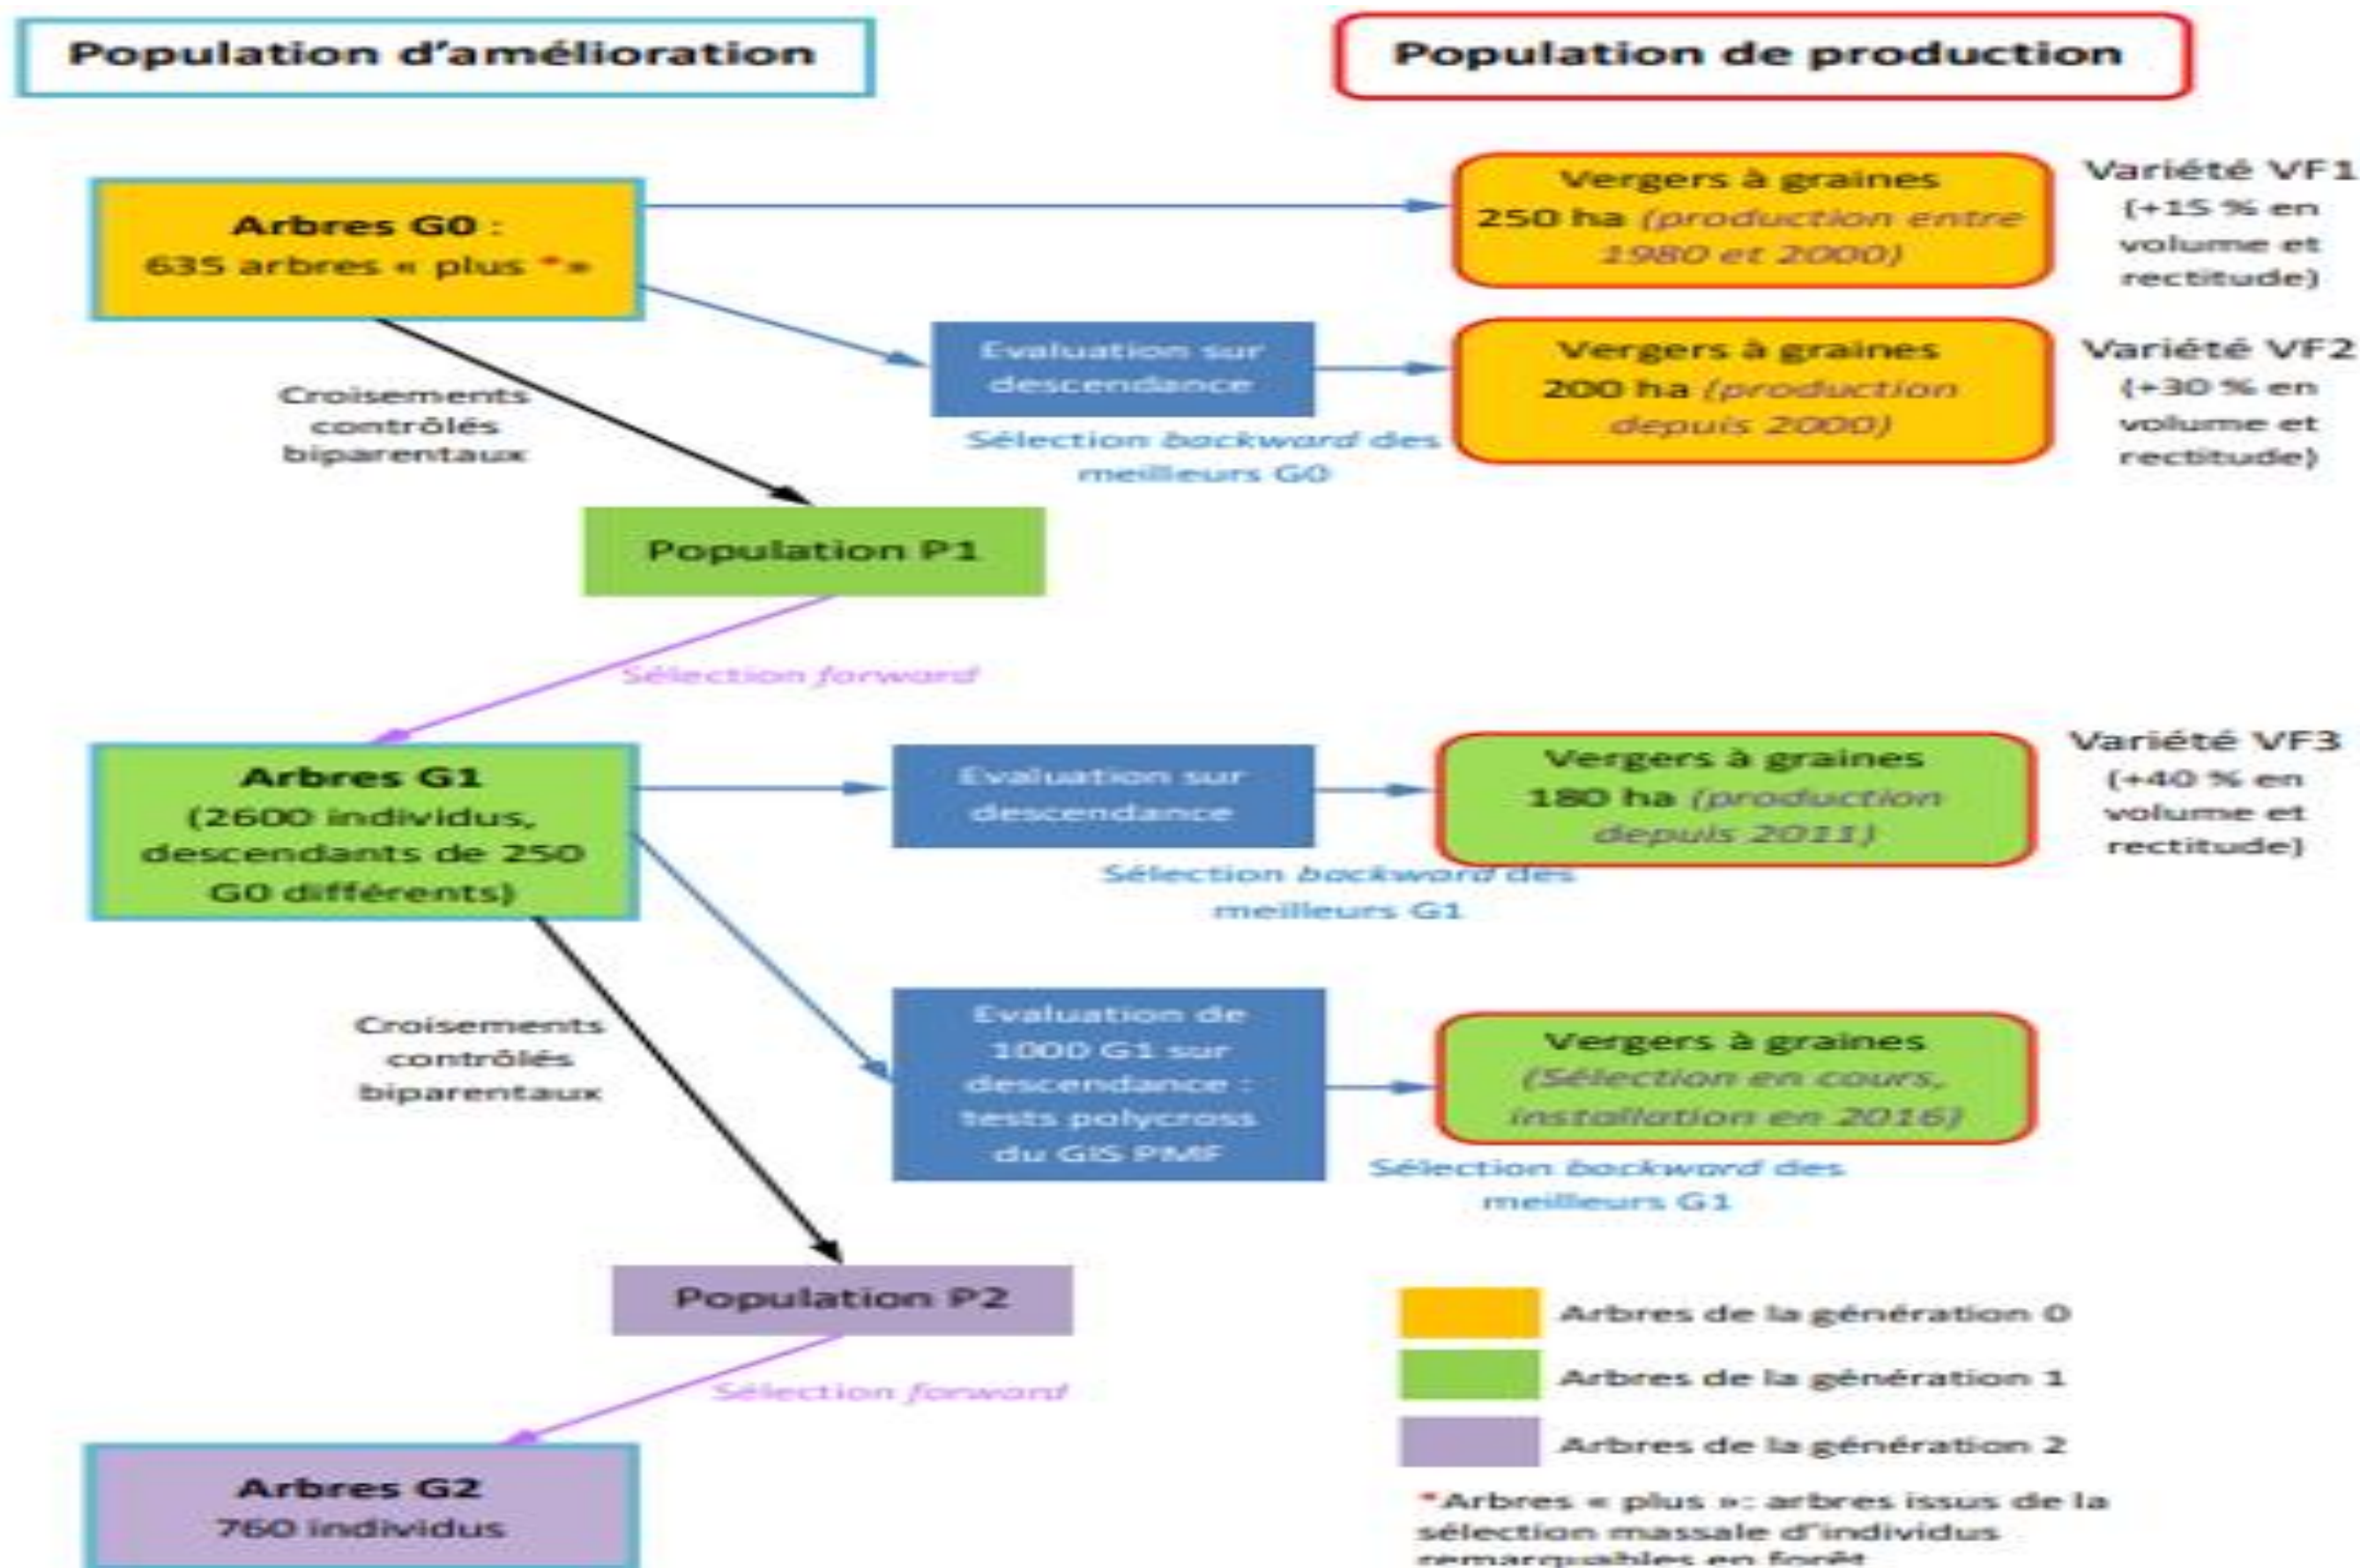 Population d'amélioration
Population de production
Arbres G0 :
635 arbres « plus *»
Vergers à graines
250 ha (production entre
1980 et 2000)
Variété VF1
(+15 % en
volume et
rectitude)
Evaluation sur
descendance
Sélection backward des
meilleurs G0
Vergers à graines
200 ha (production
depuis 2000)
Variété VF2
(+30 % en
volume et
rectitude)
Croisements
contrôlés
biparentaux
Population P1
Sélection forward
Arbres G1
(2600 individus,
descendants de 250
G0 différents)
Evaluation sur
descendance
Sélection backward des
meilleurs G1
Vergers à graines
180 ha (production
depuis 2011)
Variété VF3
(+40 % en
volume et
rectitude)
Croisements
contrôlés
biparentaux
Evaluation de
1000 G1 sur
descendance :
tests polycross
du GIS PMF
Vergers à graines
(Sélection en cours,
installation en 2016)
Sélection backward des
meilleurs G1
Population P2
Sélection forward
Arbres G2
760 individus
Arbres de la génération 0
Arbres de la génération 1
Arbres de la génération 2
*Arbres « plus »: arbres issus de la
sélection massale d'individus
remarquables en forêt